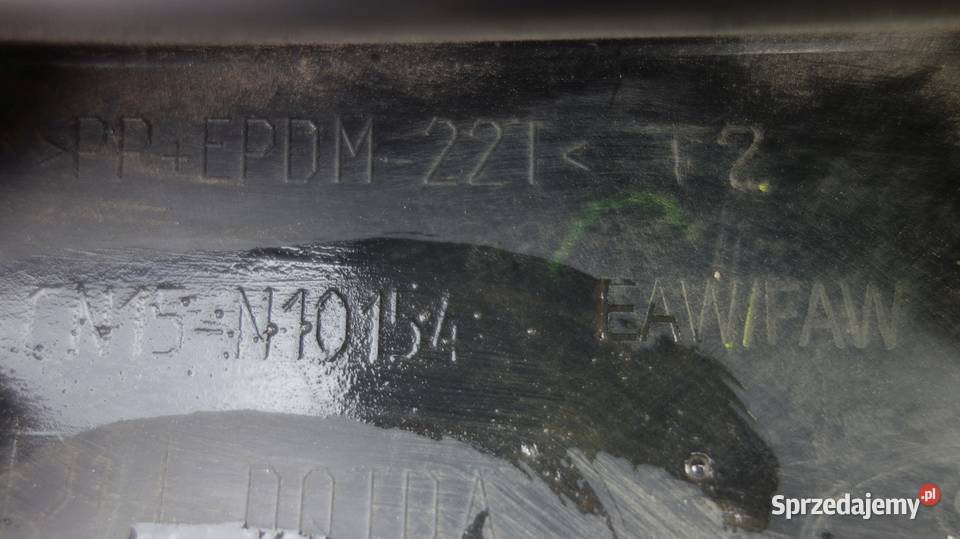 >PP+EPDM-22T< T2
CN15-N10154 EAW/FAW
Sprzedajemy.pl